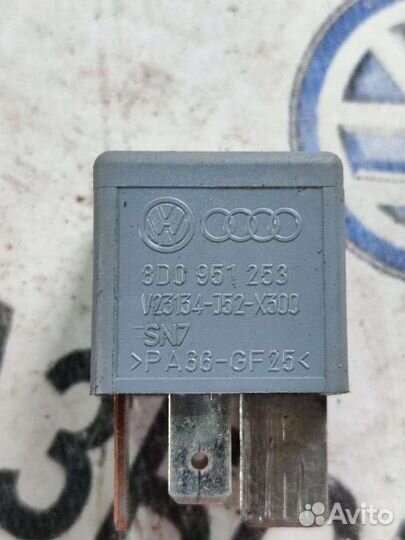 8D0 951 253
V23134-J52-X300
SN7
>PA66-GF25<
Avito